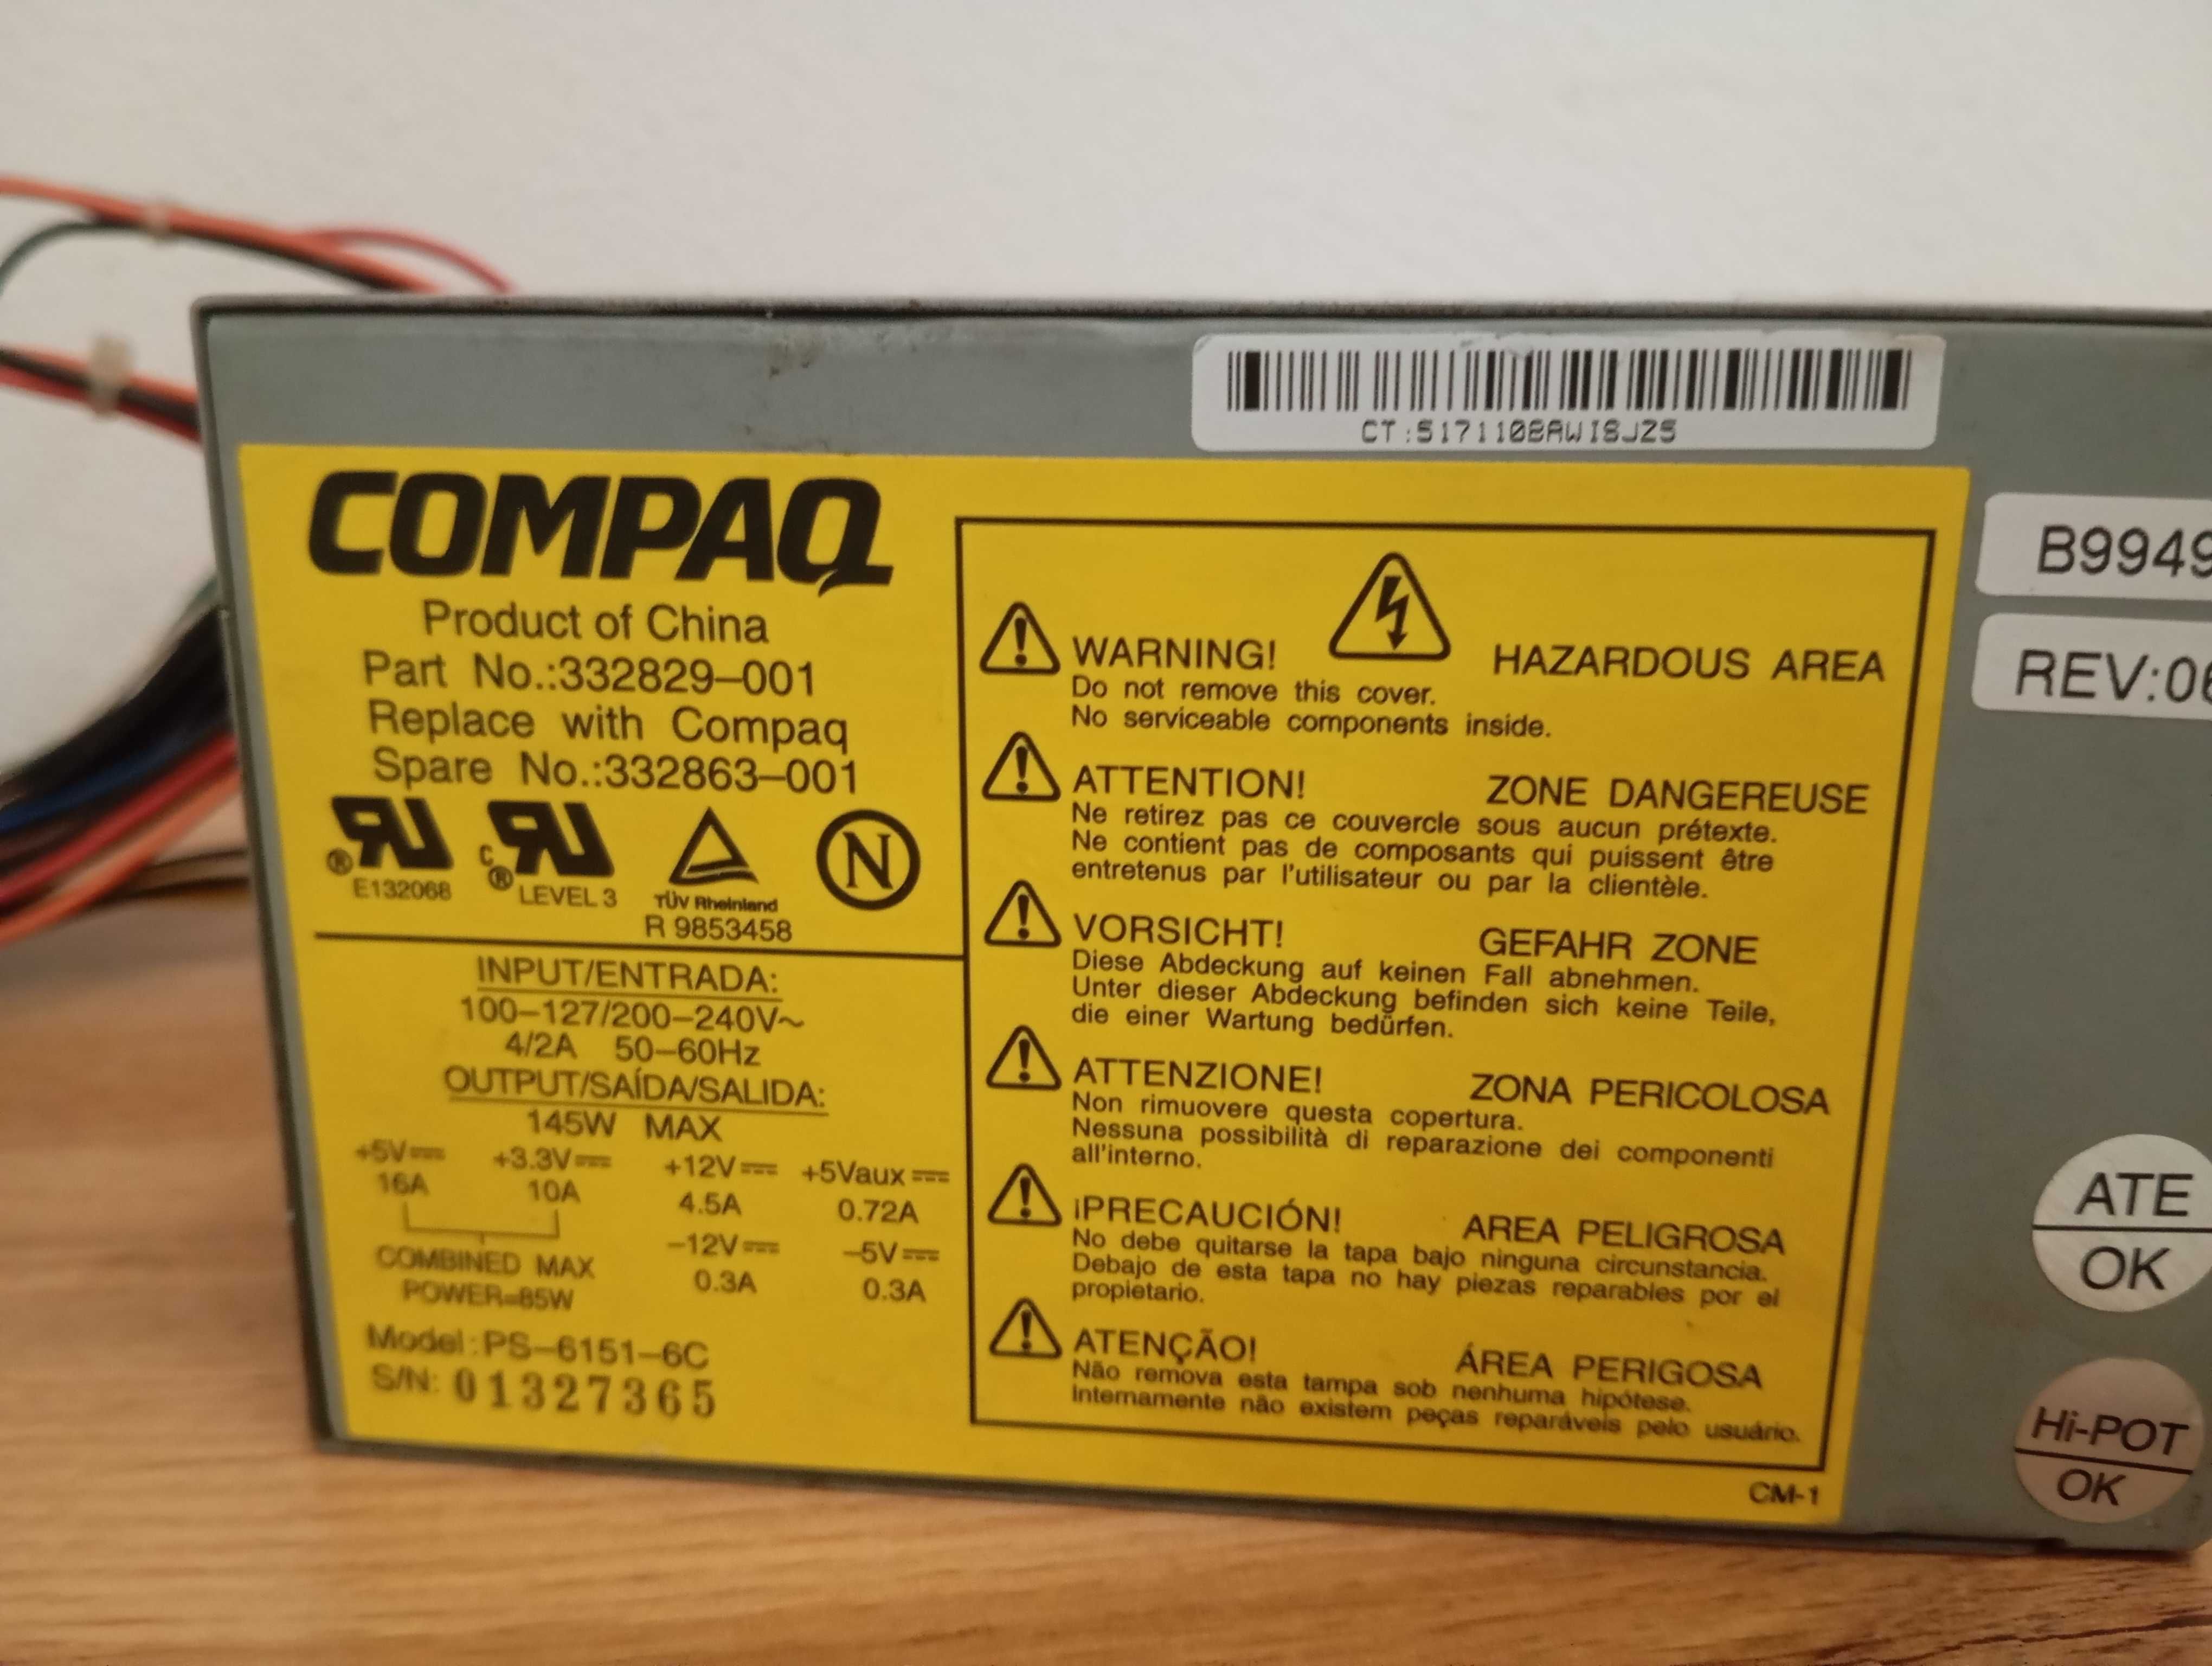 CT:517110BAWISJZ5
COMPAQ
Product of China
Part No.:332829-001
Replace with Compaq
Spare No.:332863-001
E132068
C
LEVEL 3
TÜV Rheinland
R 9853458
N
INPUT/ENTRADA:
100-127/200-240V~
4/2A 50-60Hz
OUTPUT/SAÍDA/SALIDA:
145W MAX
+5V +3.3V +12V +5Vaux
16A 10A 4.5A 0.72A
-12V -5V
COMBINED MAX 0.3A 0.3A
POWER=85W
Model:PS-6151-6C
S/N: 01327365
WARNING! HAZARDOUS AREA
Do not remove this cover.
No serviceable components inside.
ATTENTION! ZONE DANGEREUSE
Ne retirez pas ce couvercle sous aucun prétexte.
Ne contient pas de composants qui puissent être
entretenus par l'utilisateur ou par la clientèle.
VORSICHT! GEFAHR ZONE
Diese Abdeckung auf keinen Fall abnehmen.
Unter dieser Abdeckung befinden sich keine Teile,
die einer Wartung bedürfen.
ATTENZIONE! ZONA PERICOLOSA
Non rimuovere questa copertura.
Nessuna possibilità di reparazione dei componenti
all'interno.
¡PRECAUCIÓN! AREA PELIGROSA
No debe quitarse la tapa bajo ninguna circunstancia.
Debajo de esta tapa no hay piezas reparables por el
propietario.
ATENÇÃO! ÁREA PERIGOSA
Não remova esta tampa sob nenhuma hipótese.
Internamente não existem peças reparáveis pelo usuário.
CM-1
B9949
REV:06
ATE
OK
Hi-POT
OK